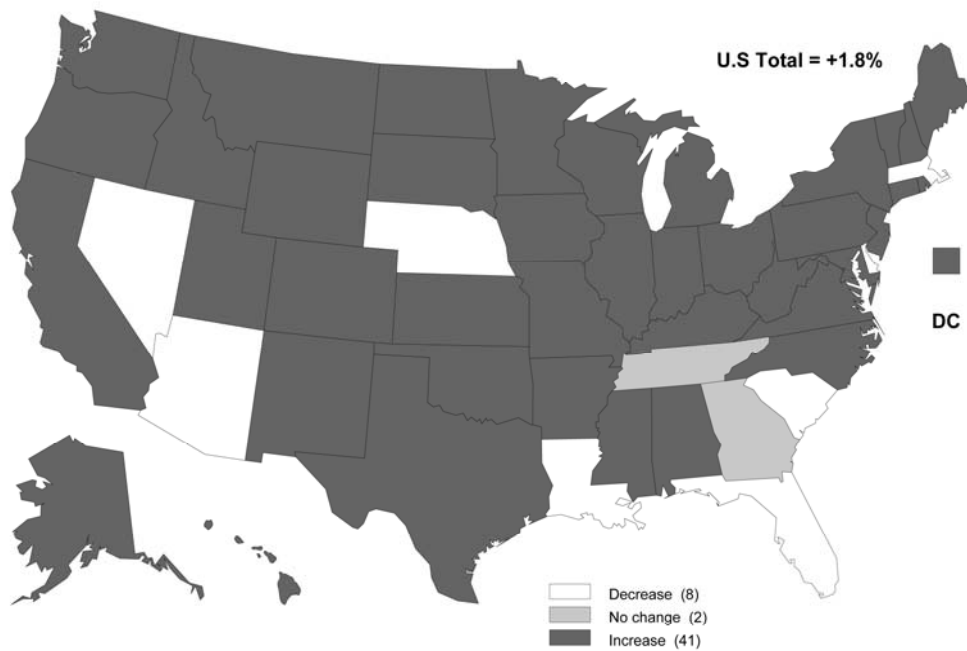 U.S Total = +1.8%
DC
Decrease (8)
No change (2)
Increase (41)